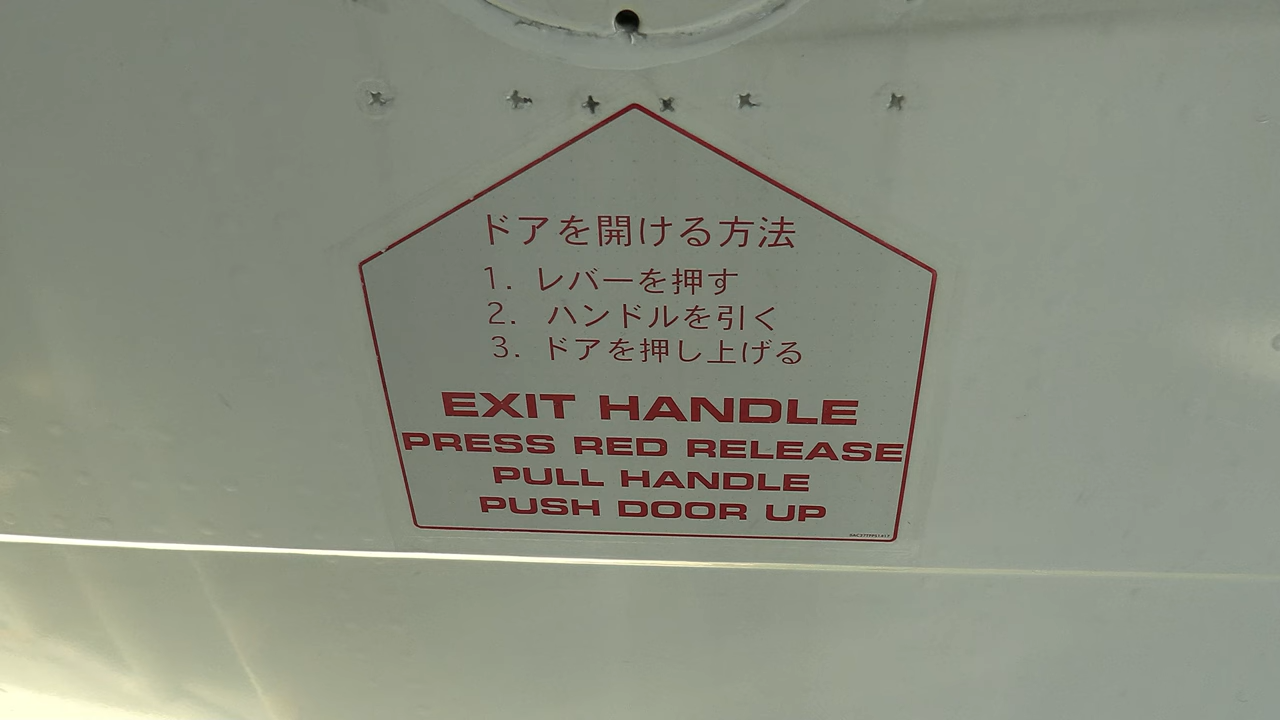 ドアを開ける方法
1. レバーを押す
2. ハンドルを引く
3. ドアを押し上げる
EXIT HANDLE
PRESS RED RELEASE
PULL HANDLE
PUSH DOOR UP